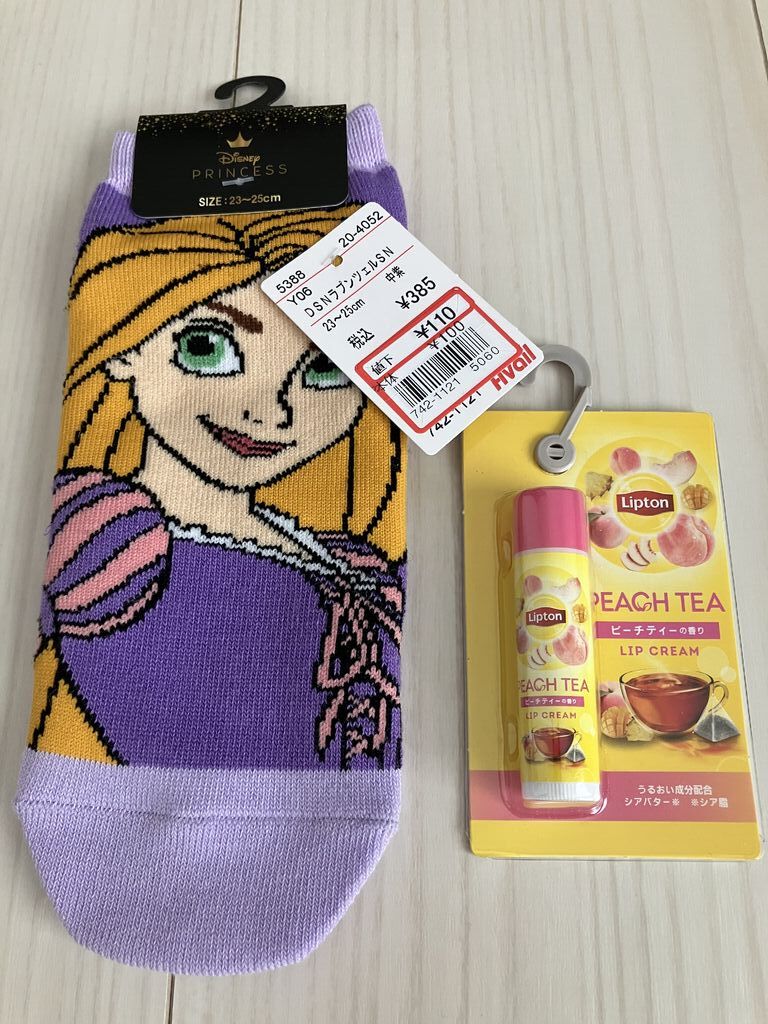 Disney
PRINCESS
SIZE : 23〜25cm
5388 20-4052
Y06
DSNラプンツェルSN
23〜25cm 中紫
税込 ¥385
値下 ¥110
本体 ¥100
742-1121 5060
742-1121
Hvail
Lipton
PEACH TEA
ピーチティーの香り
LIP CREAM
うるおい成分配合
シアバター※ ※シア脂
Lipton
PEACH TEA
ピーチティーの香り
LIP CREAM